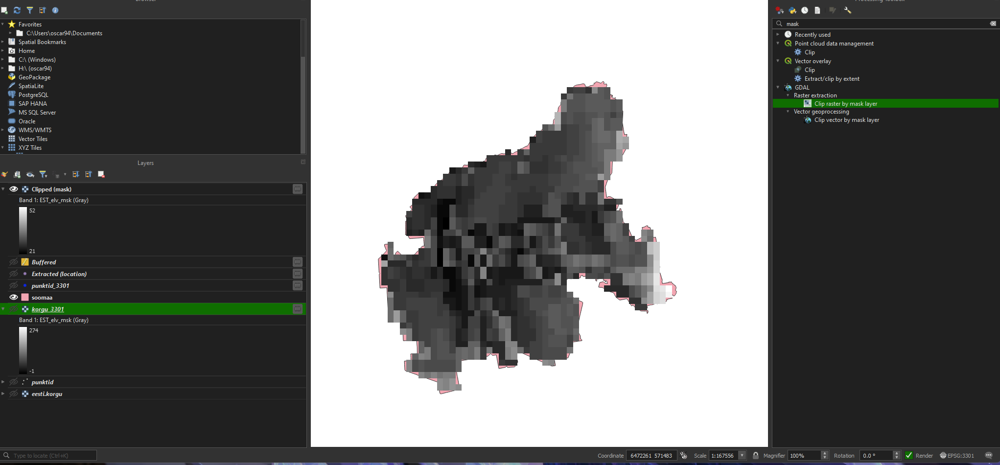 Browser
Favorites
C:\Users\oscar94\Documents
Spatial Bookmarks
Home
C:\ (Windows)
H:\ (oscar94)
GeoPackage
SpatiaLite
PostgreSQL
SAP HANA
MS SQL Server
Oracle
WMS/WMTS
Vector Tiles
XYZ Tiles
Layers
Clipped (mask)
Band 1: EST_elv_msk (Gray)
52
21
Buffered
Extracted (location)
punktid_3301
soomaa
korgu_3301
Band 1: EST_elv_msk (Gray)
274
-1
punktid
eesti.korgu
Processing Toolbox
mask
Recently used
Point cloud data management
Clip
Vector overlay
Clip
Extract/clip by extent
GDAL
Raster extraction
Clip raster by mask layer
Vector geoprocessing
Clip vector by mask layer
Type to locate (Ctrl+K)
Coordinate 6472261 571483 Scale 1:167556 Magnifier 100% Rotation 0.0 ° Render EPSG:3301